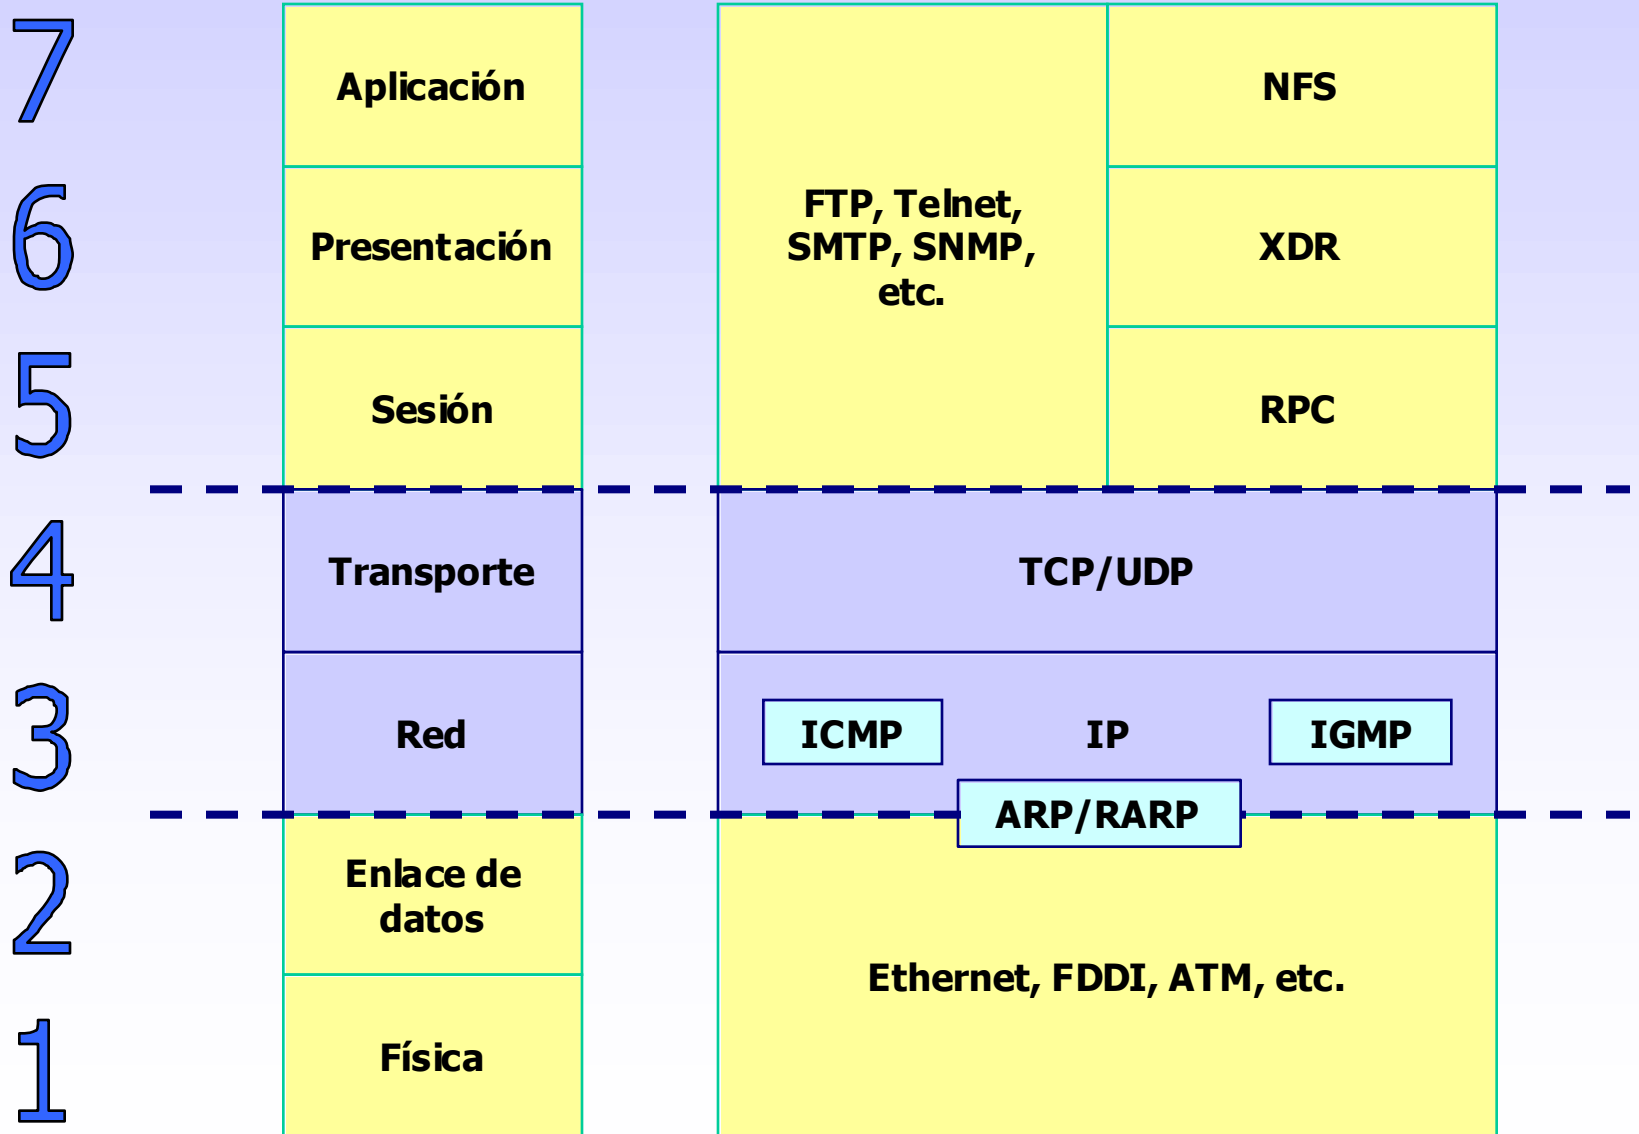 7
Aplicación
NFS
6
Presentación
FTP, Telnet,
SMTP, SNMP,
etc.
XDR
5
Sesión
RPC
4
Transporte
TCP/UDP
3
Red
ICMP
IP
IGMP
ARP/RARP
2
Enlace de
datos
Ethernet, FDDI, ATM, etc.
1
Física